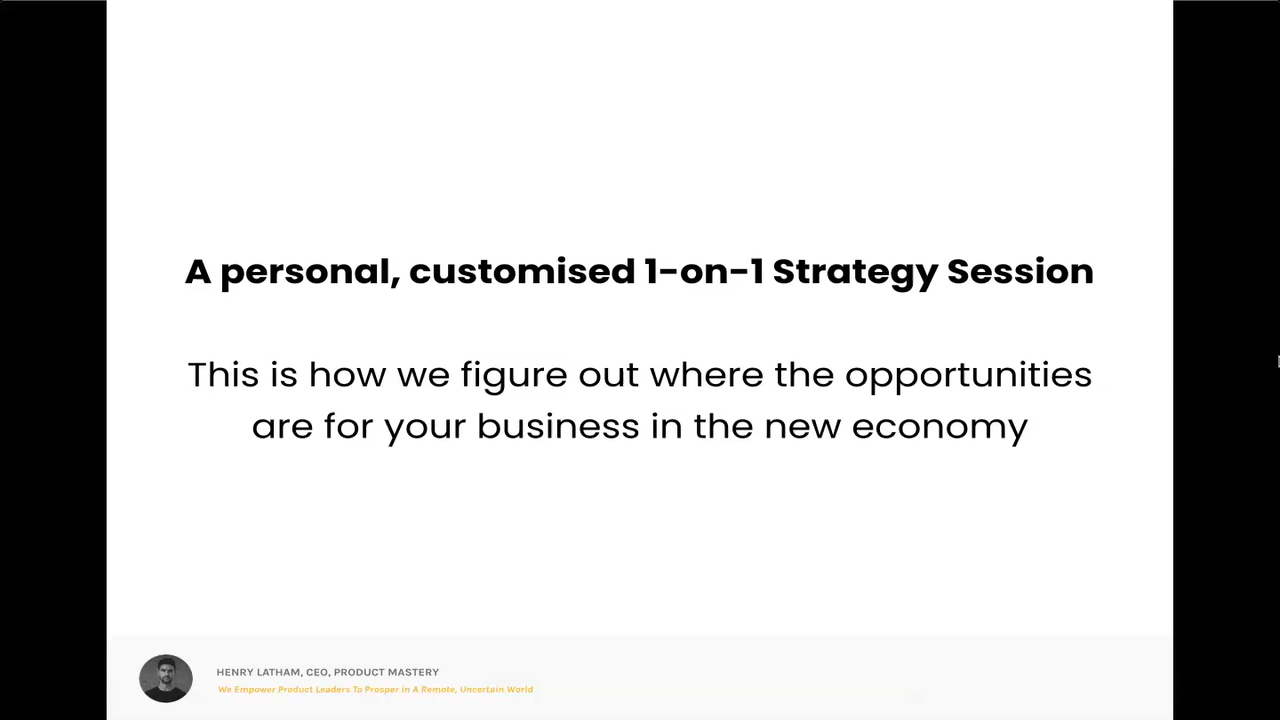 A personal, customised 1-on-1 Strategy Session
This is how we figure out where the opportunities
are for your business in the new economy
HENRY LATHAM, CEO, PRODUCT MASTERY
We Empower Product Leaders To Prosper in A Remote, Uncertain World